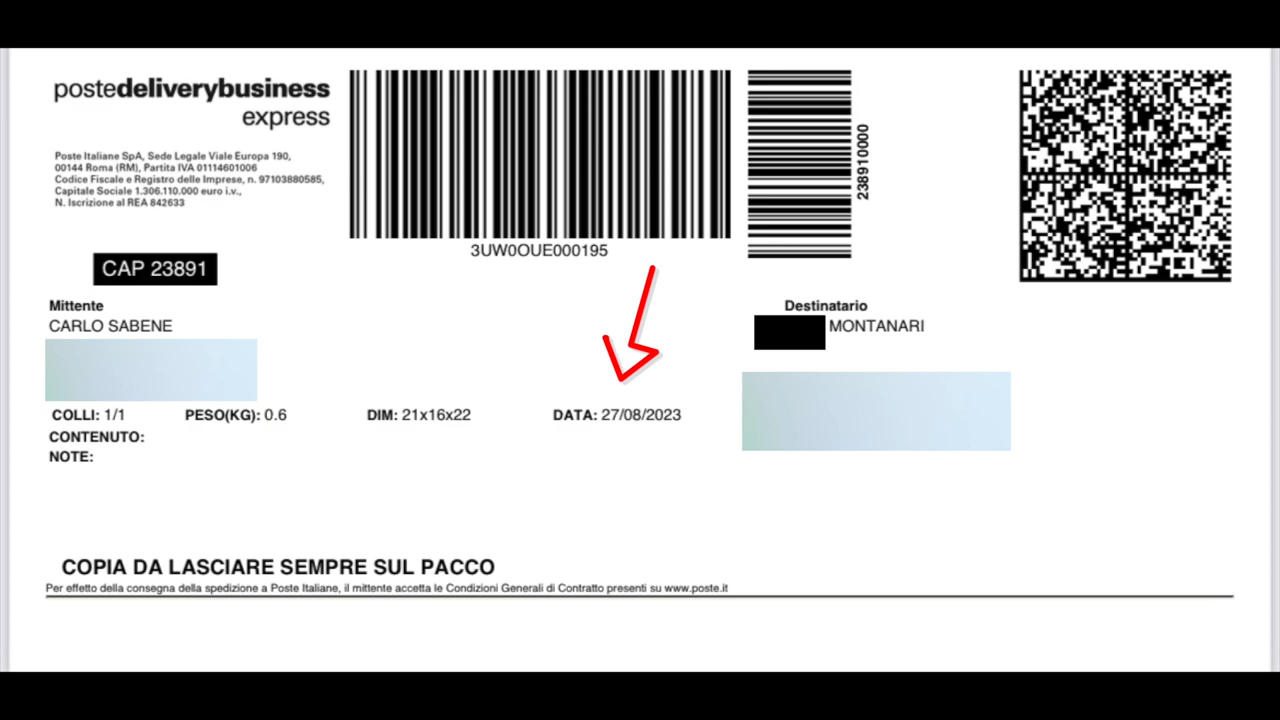 postedeliverybusiness
express
Poste Italiane SpA, Sede Legale Viale Europa 190,
00144 Roma (RM), Partita IVA 01114601006
Codice Fiscale e Registro delle Imprese, n. 97103880585,
Capitale Sociale 1.306.110.000 euro i.v.,
N. Iscrizione al REA 842633
3UW0OUE000195
238910000
CAP 23891
Mittente
CARLO SABENE
Destinatario
MONTANARI
COLLI: 1/1 PESO(KG): 0.6 DIM: 21x16x22 DATA: 27/08/2023
CONTENUTO:
NOTE:
COPIA DA LASCIARE SEMPRE SUL PACCO
Per effetto della consegna della spedizione a Poste Italiane, il mittente accetta le Condizioni Generali di Contratto presenti su www.poste.it